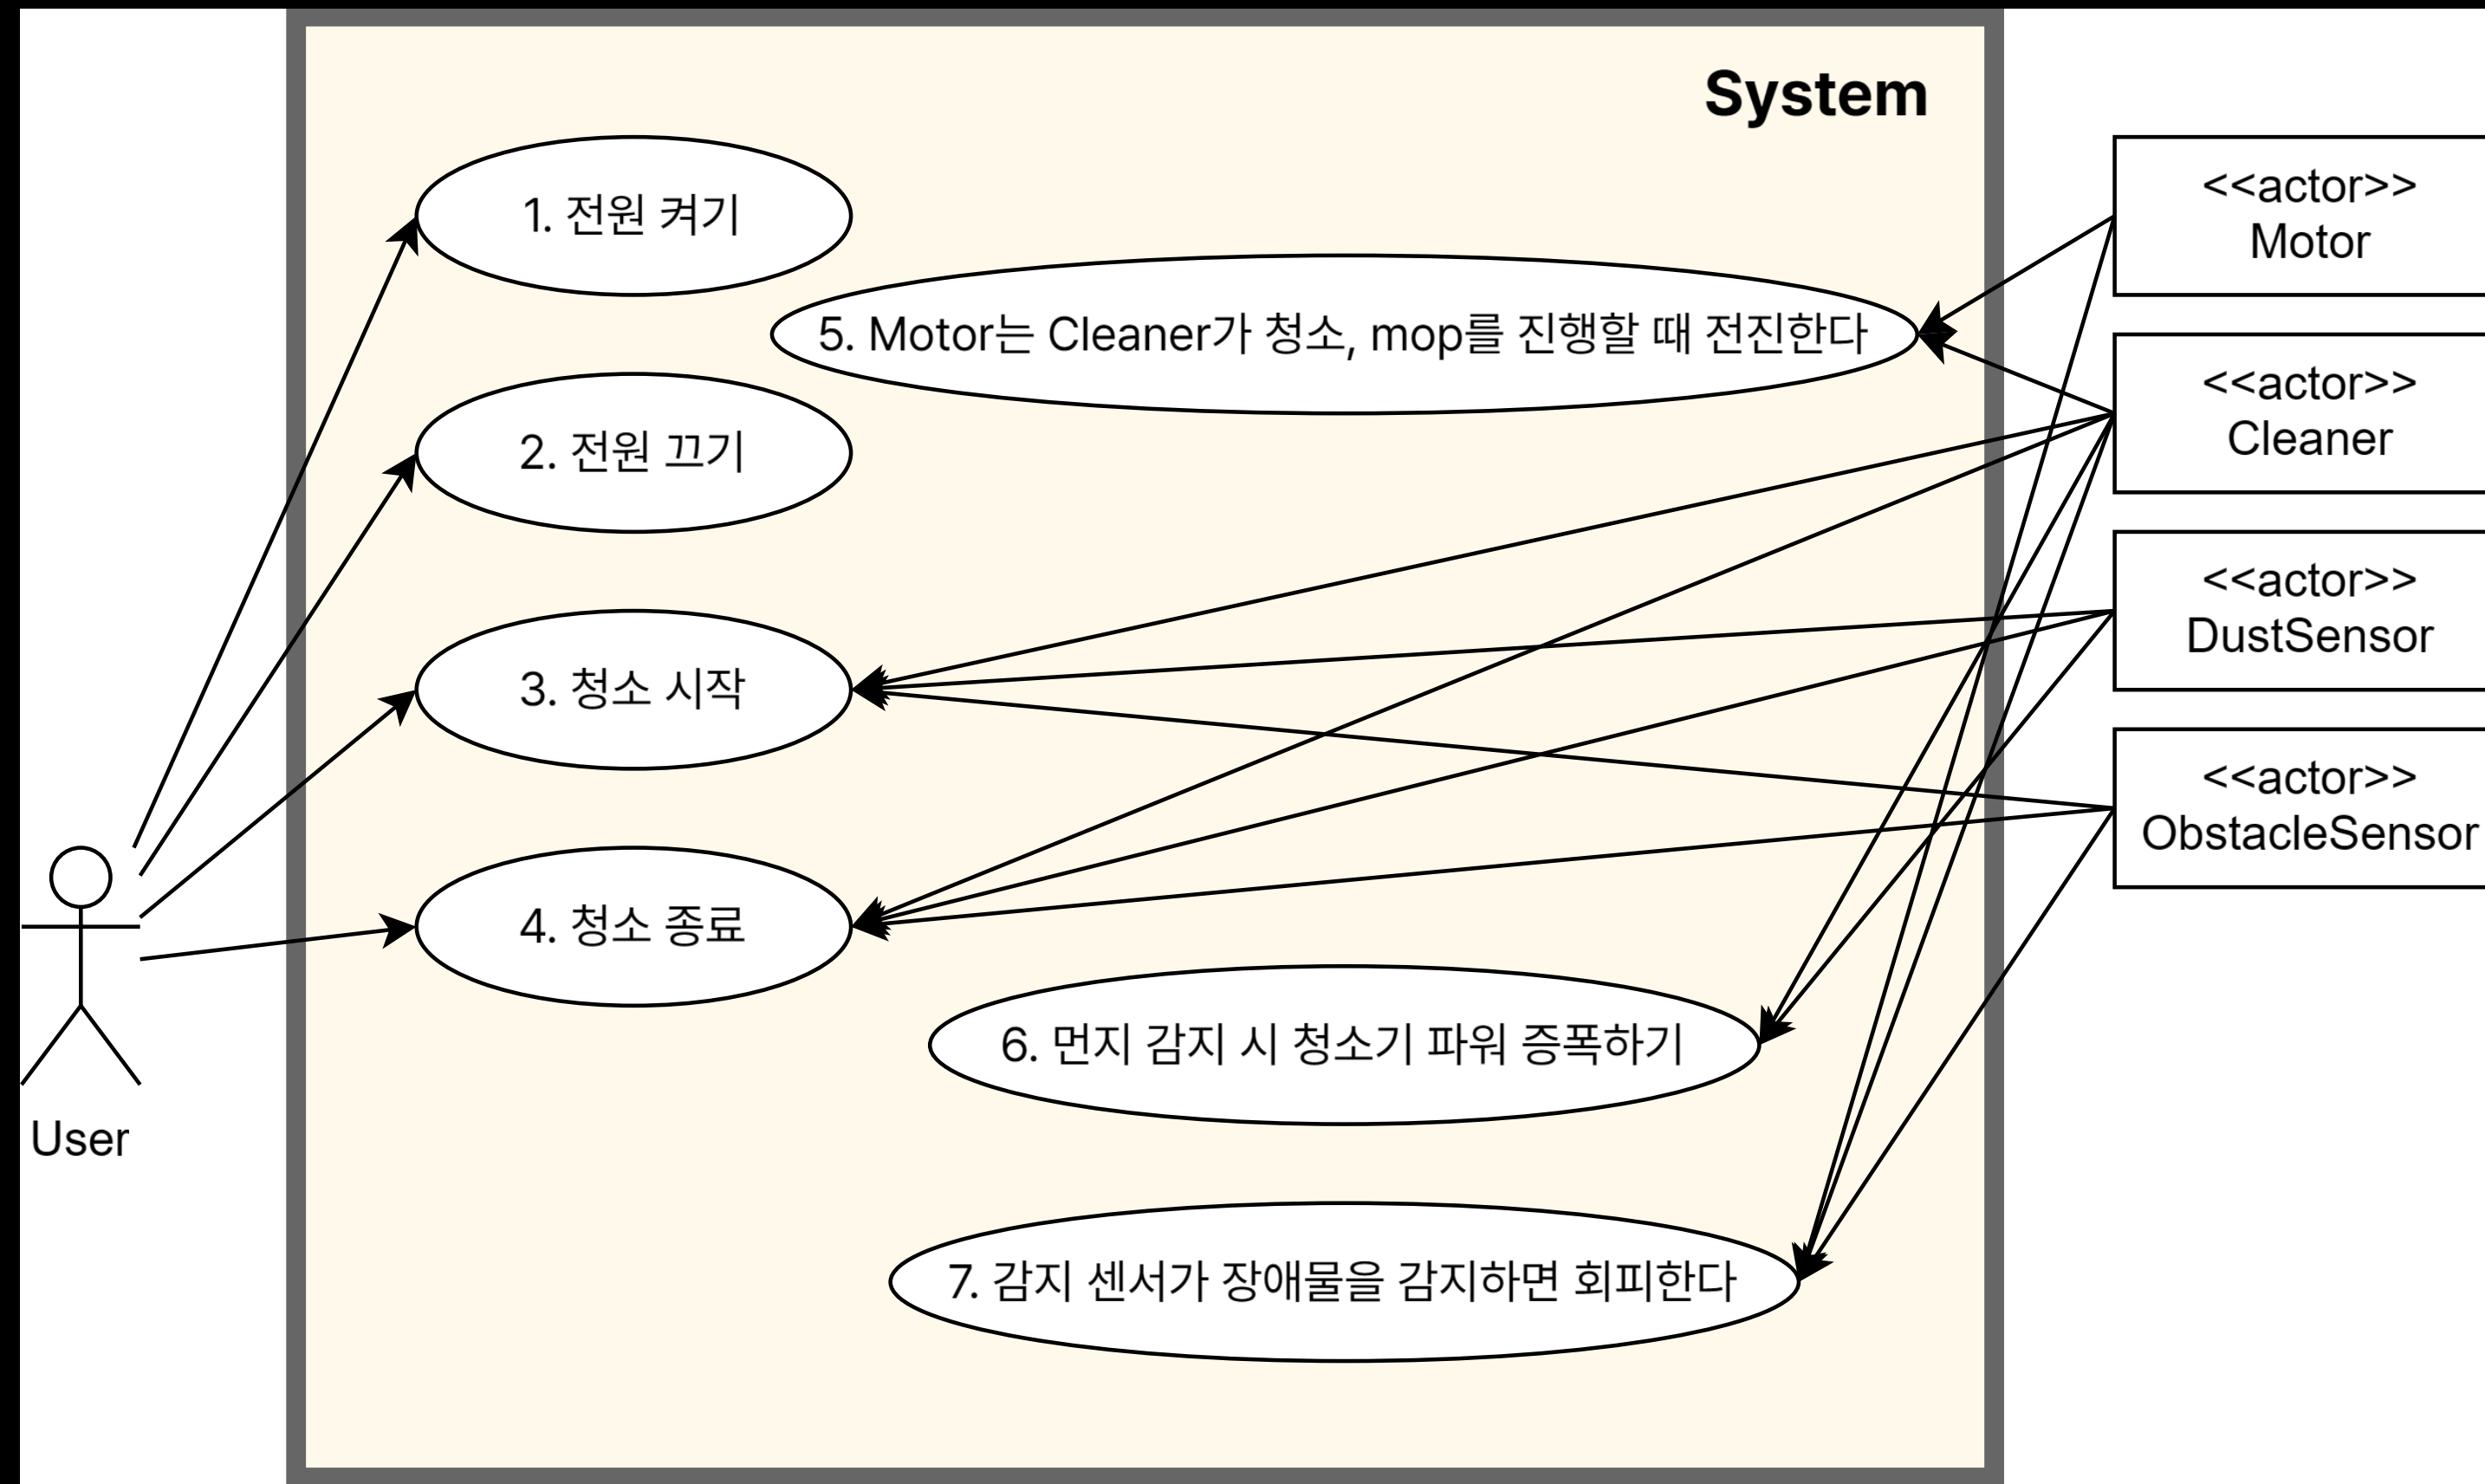 System
1. 전원 켜기
5. Motor는 Cleaner가 청소, mop를 진행할 때 전진한다
2. 전원 끄기
3. 청소 시작
4. 청소 종료
6. 먼지 감지 시 청소기 파워 증폭하기
7. 감지 센서가 장애물을 감지하면 회피한다
User
<<actor>>
Motor
<<actor>>
Cleaner
<<actor>>
DustSensor
<<actor>>
ObstacleSensor